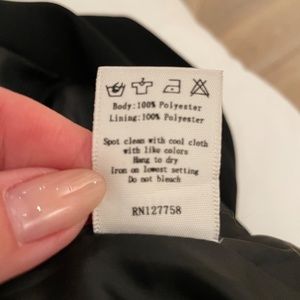 Body:100% Polyester
Lining:100% Polyester
Spot clean with cool cloth
with like colors
Hang to dry
Iron on lowest setting
Do not bleach
RN127758